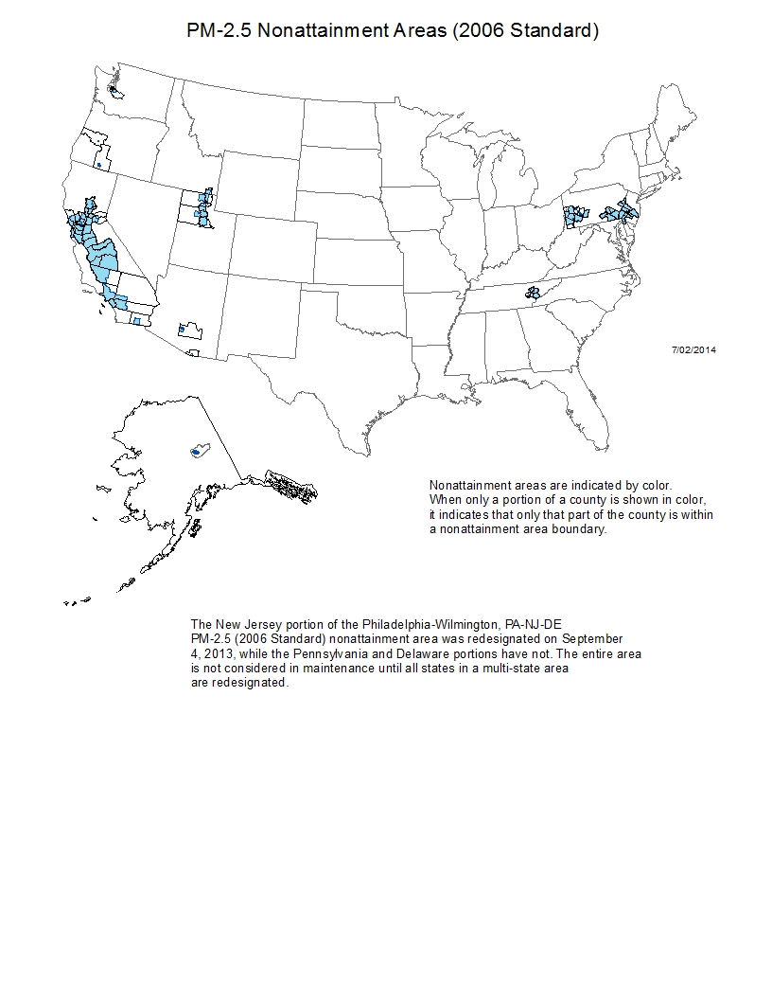 PM-2.5 Nonattainment Areas (2006 Standard)
7/02/2014
Nonattainment areas are indicated by color.
When only a portion of a county is shown in color,
it indicates that only that part of the county is within
a nonattainment area boundary.
The New Jersey portion of the Philadelphia-Wilmington, PA-NJ-DE
PM-2.5 (2006 Standard) nonattainment area was redesignated on September
4, 2013, while the Pennsylvania and Delaware portions have not. The entire area
is not considered in maintenance until all states in a multi-state area
are redesignated.